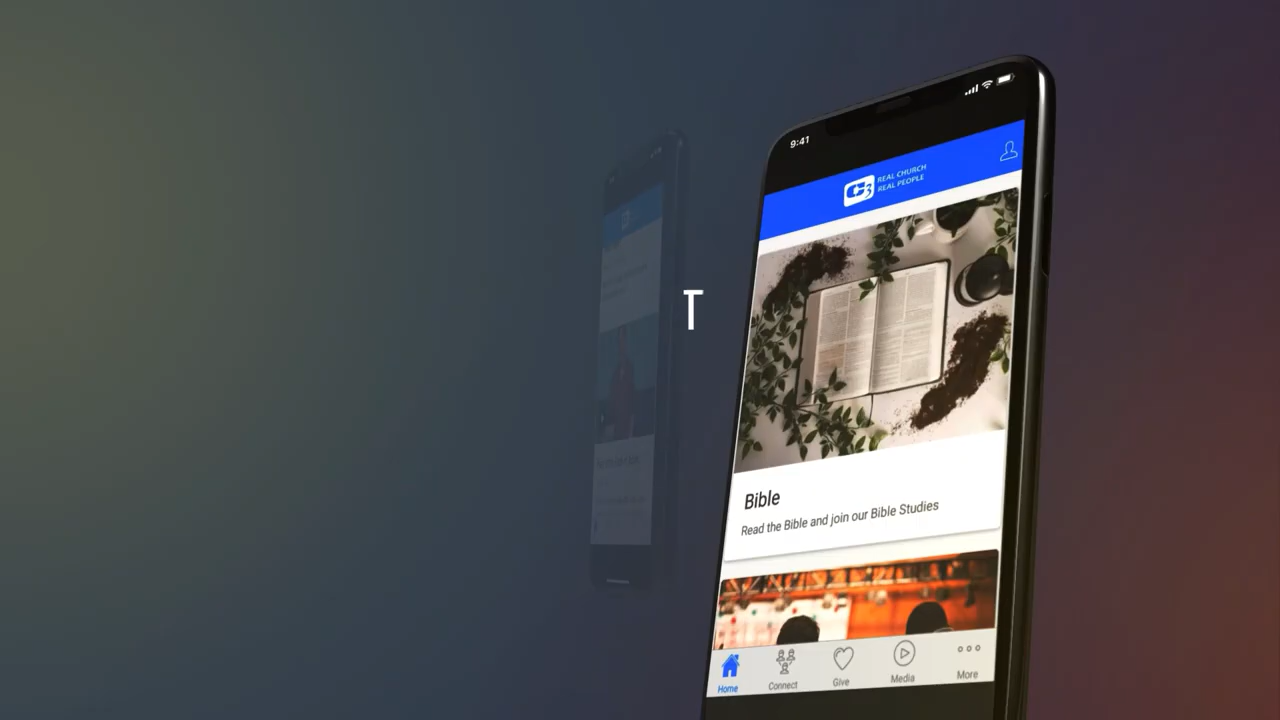 9:41
C3
REAL CHURCH
REAL PEOPLE
T
Bible
Read the Bible and join our Bible Studies
Home
Connect
Give
Media
More